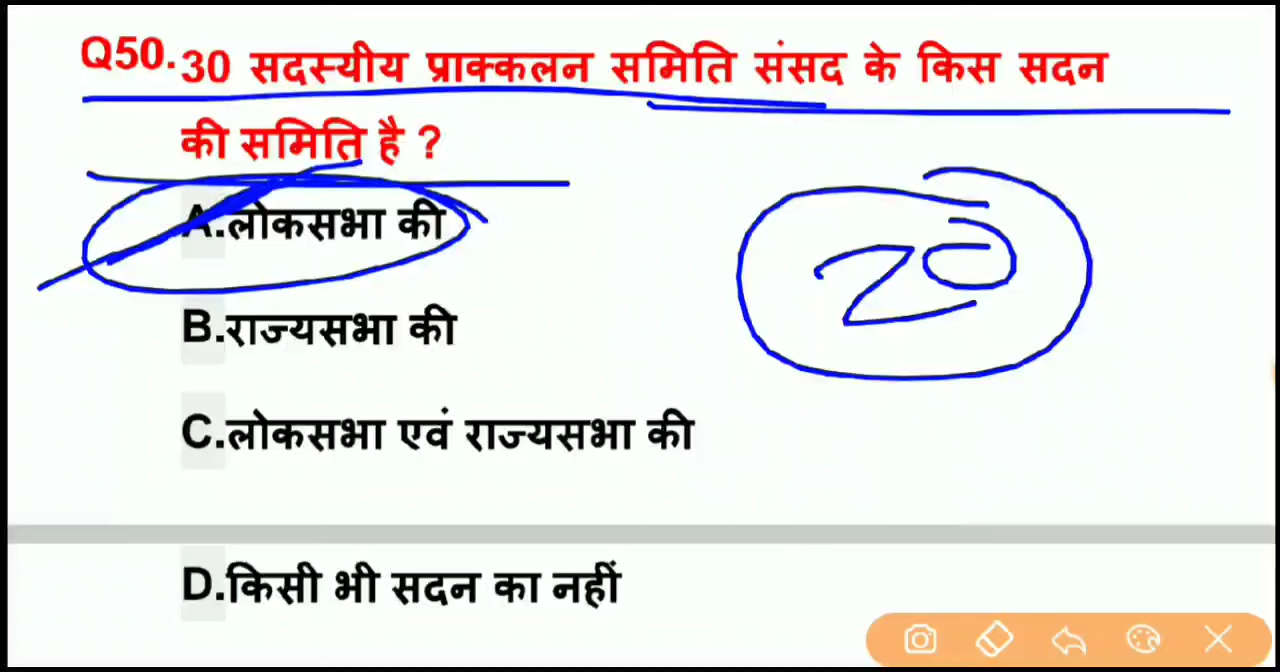 Q50. 30 सदस्यीय प्राक्कलन समिति संसद के किस सदन
की समिति है ?
A.लोकसभा की
20
B.राज्यसभा की
C.लोकसभा एवं राज्यसभा की
D.किसी भी सदन का नहीं